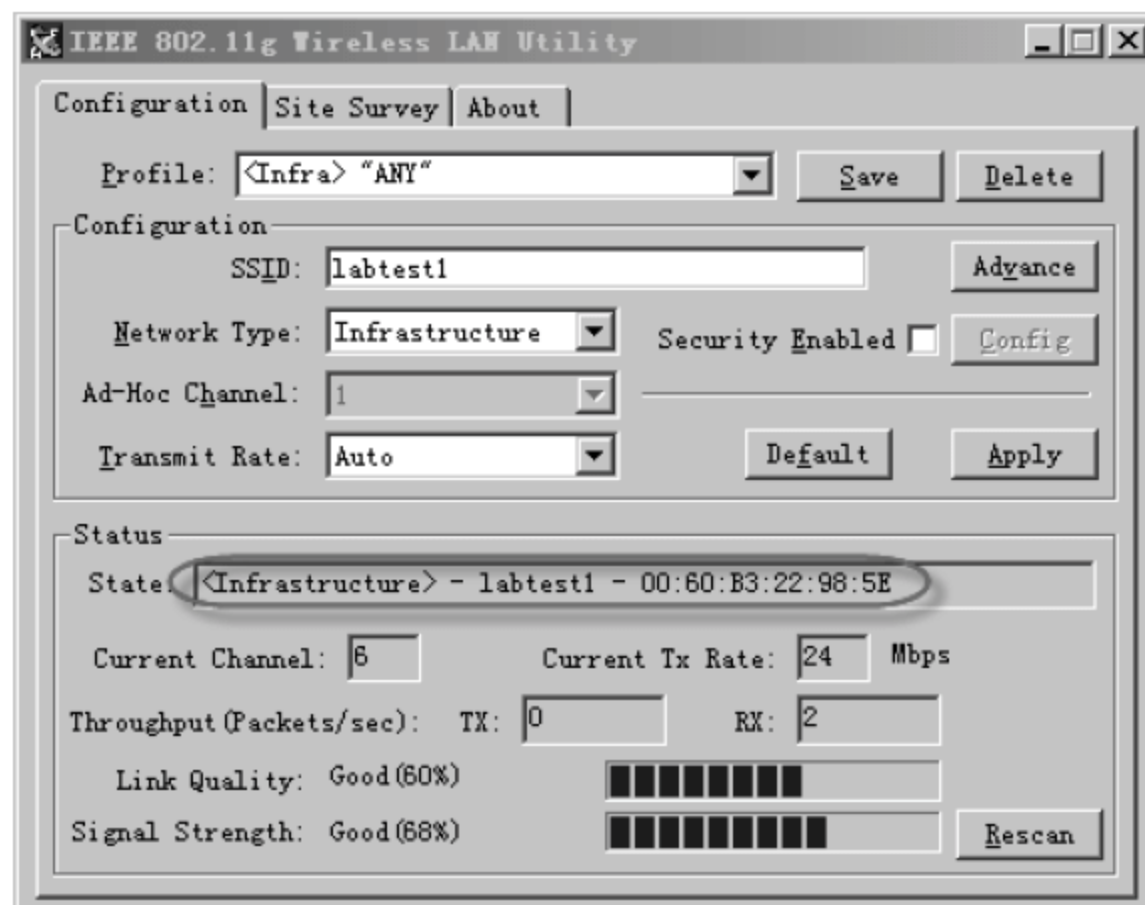 IEEE 802.11g Wireless LAN Utility
Configuration Site Survey About
Profile: <Infra> "ANY" Save Delete
Configuration
SSID: labtest1 Advance
Network Type: Infrastructure Security Enabled Config
Ad-Hoc Channel: 1
Transmit Rate: Auto Default Apply
Status
State: <Infrastructure> - labtest1 - 00:60:B3:22:98:5E
Current Channel: 6 Current Tx Rate: 24 Mbps
Throughput(Packets/sec): TX: 0 RX: 2
Link Quality: Good(60%)
Signal Strength: Good(68%) Rescan